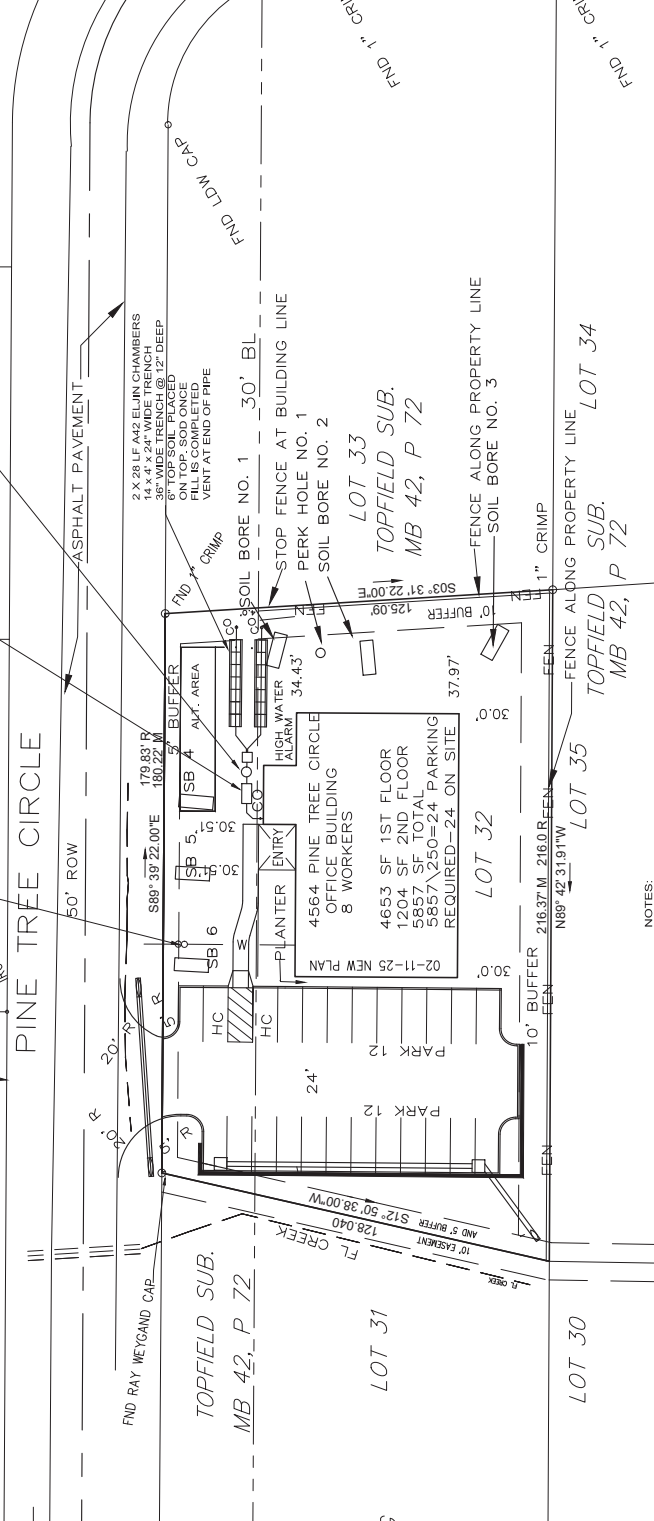 FND 1" CRIMP
FND LDW CAP
PINE TREE CIRCLE
50' ROW
ASPHALT PAVEMENT
2 X 28 LF A42 ELJIN CHAMBERS
14 x 4' x 24" WIDE TRENCH
36" WIDE TRENCH @ 12" DEEP
6" TOP SOIL PLACED
ON TOP. SOD ONCE
FILL IS COMPLETED
VENT AT END OF PIPE
30' BL
SOIL BORE NO. 1
STOP FENCE AT BUILDING LINE
PERK HOLE NO. 1
SOIL BORE NO. 2
LOT 33
TOPFIELD SUB.
MB 42, P 72
FENCE ALONG PROPERTY LINE
SOIL BORE NO. 3
1" CRIMP
FENCE ALONG PROPERTY LINE
LOT 34
TOPFIELD SUB.
MB 42, P 72
LOT 35
S89° 39' 22.00"E
179.83' R
180.22' M
5' BUFFER
ALT. AREA
SB 4
SB 5
SB 6
30.51'
30.51'
CO
CO
CO
HIGH WATER
ALARM
34.43'
37.97'
FEN
125.09'
S03° 31' 22.00"E
10' BUFFER
FEN
ENTRY
PLANTER
W
4564 PINE TREE CIRCLE
OFFICE BUILDING
8 WORKERS
4653 SF 1ST FLOOR
1204 SF 2ND FLOOR
5857 SF TOTAL
5857\250=24 PARKING
REQUIRED-24 ON SITE
LOT 32
02-11-25 NEW PLAN
30.0'
30.0'
HC
HC
PARK 12
24'
PARK 12
20' R
5' R
20' R
5' R
10' BUFFER
216.37' M 216.0 R
N89° 42' 31.91"W
FEN
FEN
FEN
FEN
S12° 50' 38.00"W
128.040
10' EASEMENT
AND 5' BUFFER
FL CREEK
FL CREEK
FND RAY WEYGAND CAP
TOPFIELD SUB.
MB 42, P 72
LOT 31
LOT 30
NOTES: